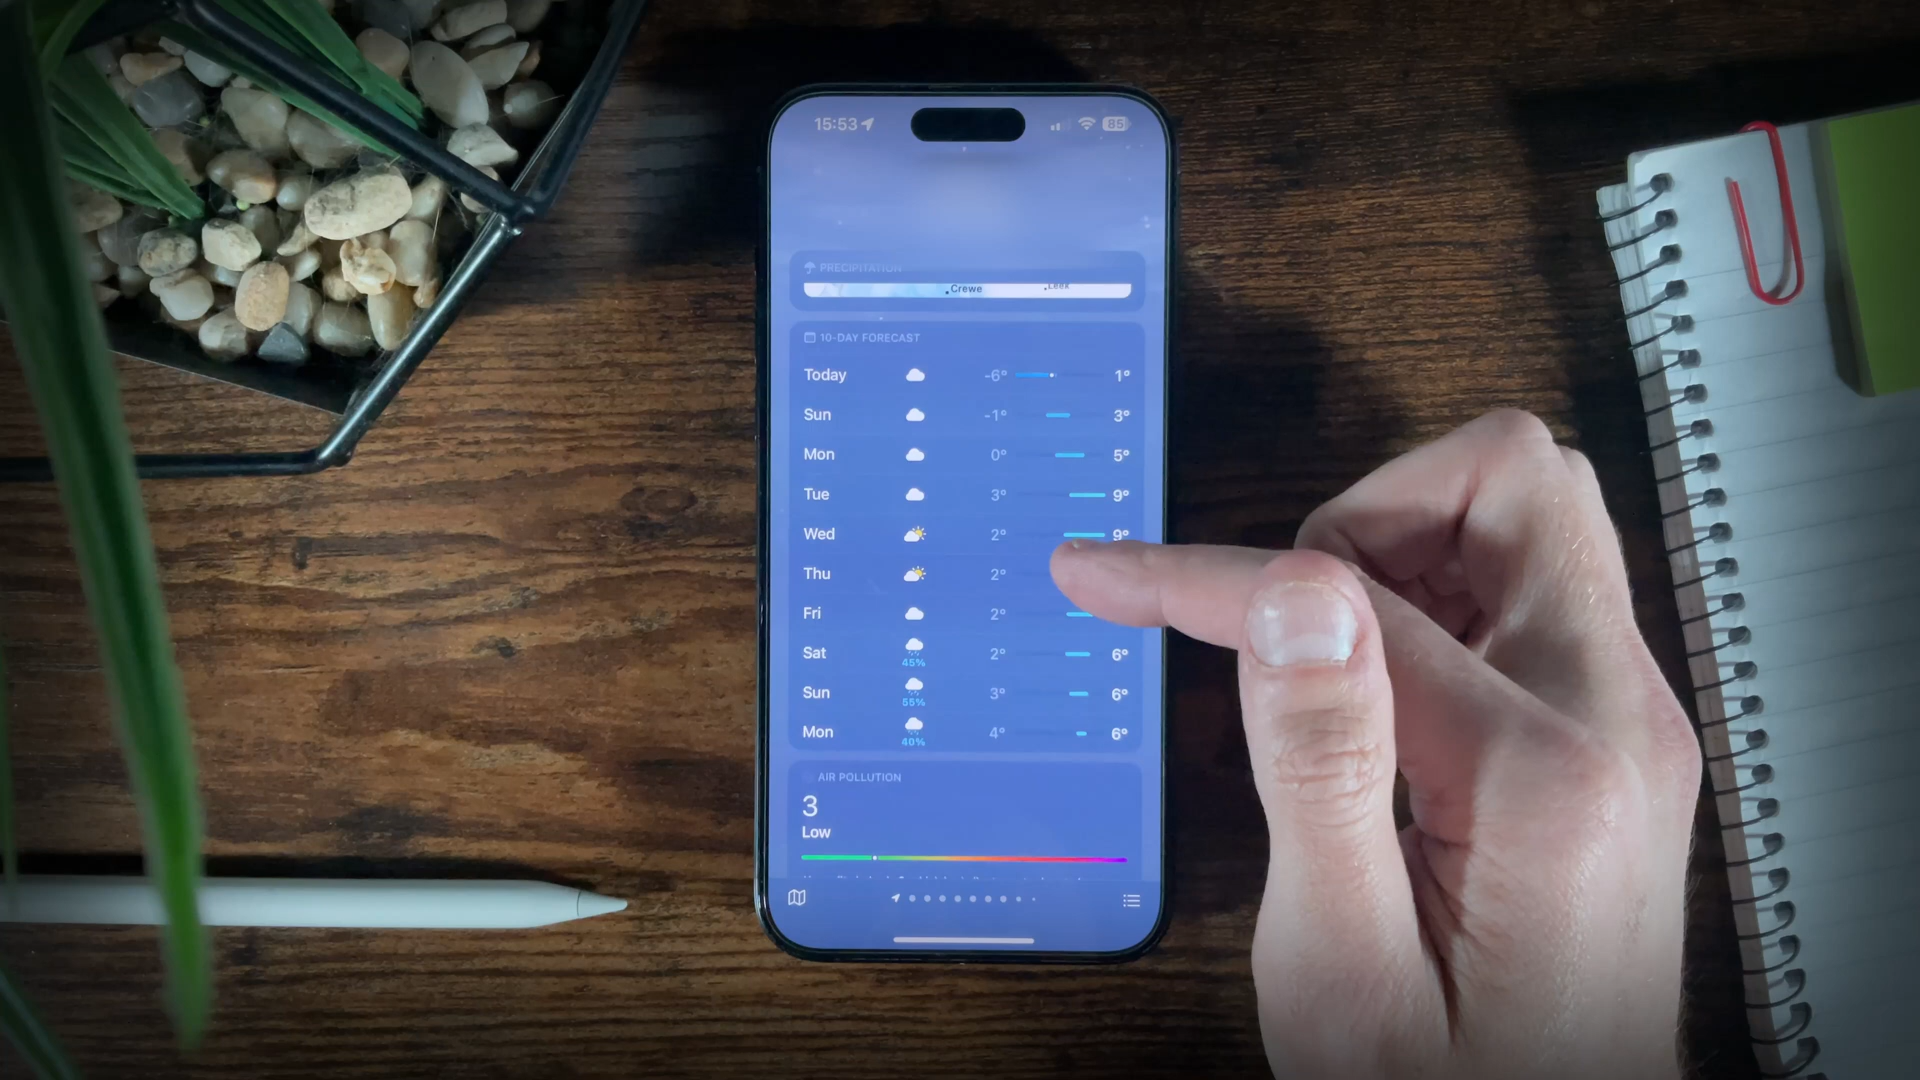 15:53 85
PRECIPITATION
Crewe Leek
10-DAY FORECAST
Today -6° 1°
Sun -1° 3°
Mon 0° 5°
Tue 3° 9°
Wed 2° 9°
Thu 2°
Fri 2°
Sat 45% 2° 6°
Sun 55% 3° 6°
Mon 40% 4° 6°
AIR POLLUTION
3
Low